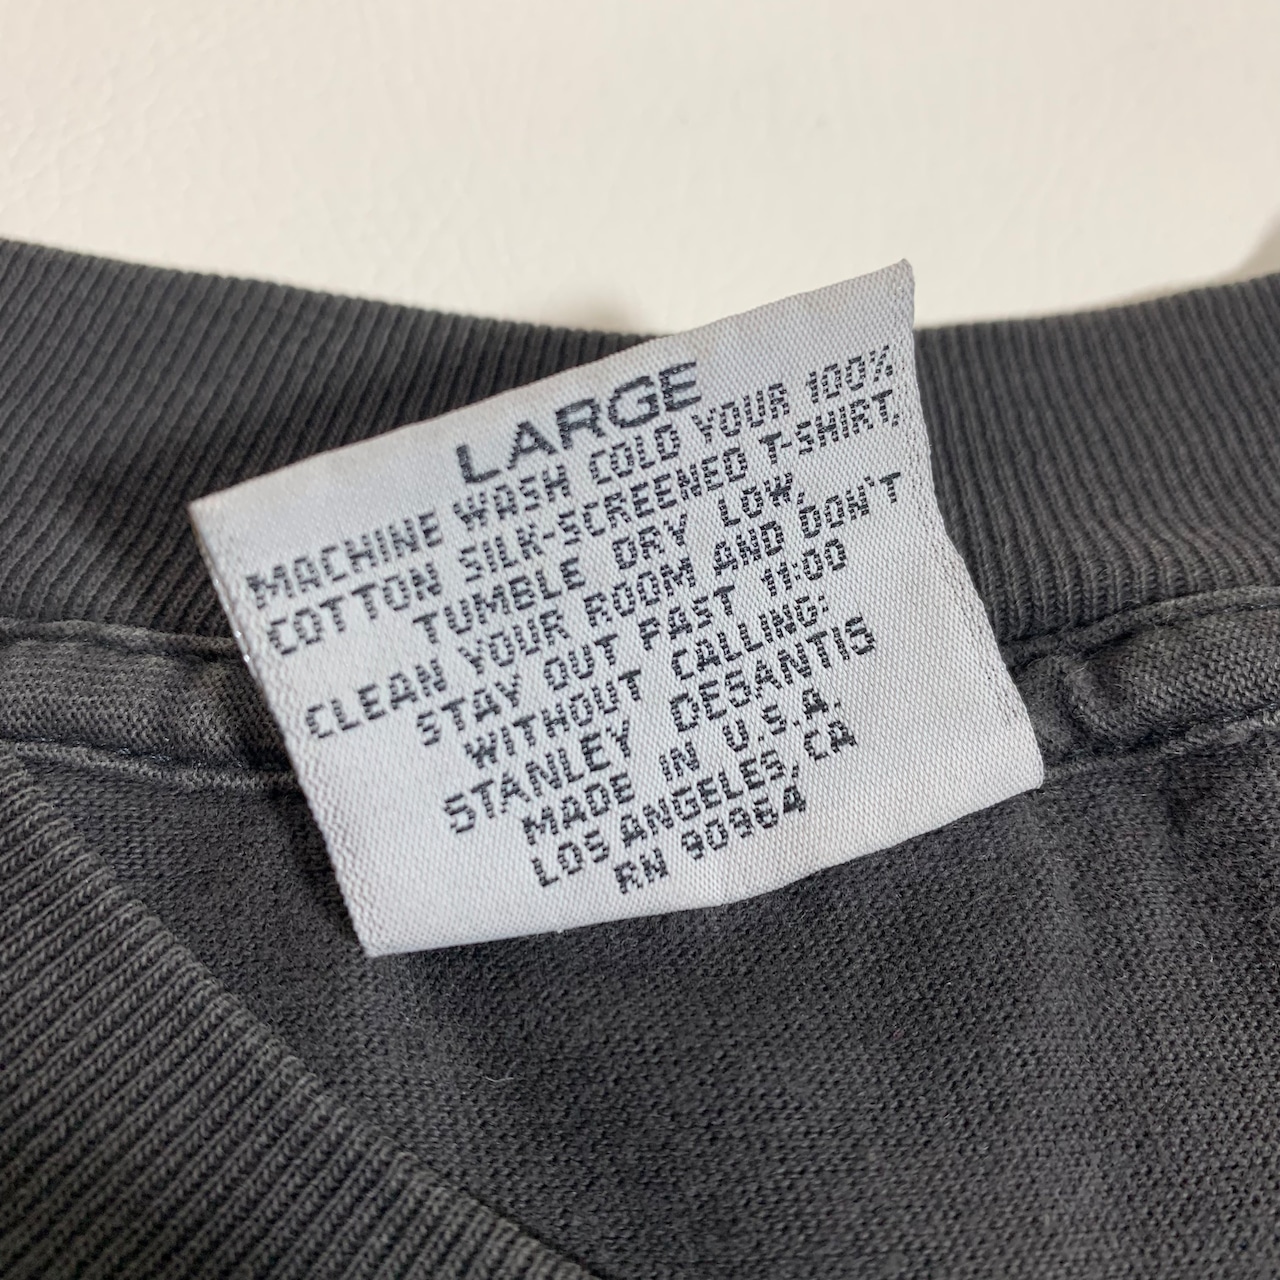 LARGE
MACHINE WASH COLD YOUR 100%
COTTON SILK-SCREENED T-SHIRT.
TUMBLE DRY LOW,
CLEAN YOUR ROOM AND DON'T
STAY OUT PAST 11:00
WITHOUT CALLING!
STANLEY DESANTIS
MADE IN U.S.A.
LOS ANGELES, CA
RN 90964